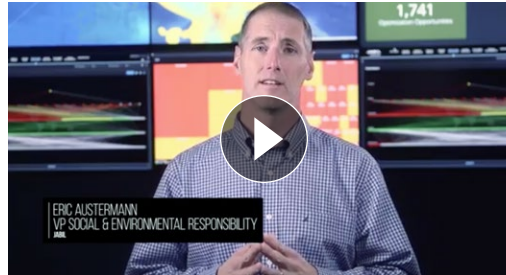 1,741
Optimization Opportunities
ERIC AUSTERMANN
VP SOCIAL & ENVIRONMENTAL RESPONSIBILITY
JABIL